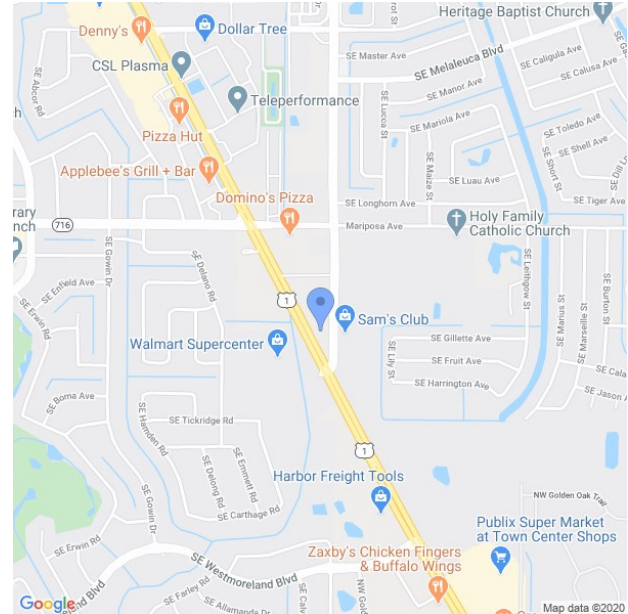 Heritage Baptist Church
Denny's
Dollar Tree
SE Master Ave
SE Melaleuca Blvd
SE Caligula Ave
SE Calusa Ave
CSL Plasma
SE Abcor Rd
SE Manor Ave
Teleperformance
SE Lucca St
SE Mariola Ave
SE Toledo Ave
Pizza Hut
SE Shell Ave
SE Maize St
SE Short St
Applebee's Grill + Bar
SE Luau Ave
SE Tiger Ave
Domino's Pizza
SE Longhorn Ave
Holy Family
Catholic Church
716
Mariposa Ave
SE Gowin Dr
SE Delano Rd
SE Leithgow St
SE Enfield Ave
SE Erwin Rd
1
Sam's Club
SE Marius St
SE Burton St
SE Marseille St
Walmart Supercenter
SE Gillette Ave
SE Lily St
SE Fruit Ave
SE Harrington Ave
SE Boma Ave
SE Hamden Rd
SE Tickridge Rd
SE Delong Rd
SE Emmett Rd
1
Harbor Freight Tools
SE Carthage Rd
NW Golden Oak Trail
SE Gowin Dr
Publix Super Market
at Town Center Shops
SE Erwin Rd
SE Westmoreland Blvd
Zaxby's Chicken Fingers
& Buffalo Wings
SE Farley Rd
SE Allamanda Dr
Google
Map data ©2020